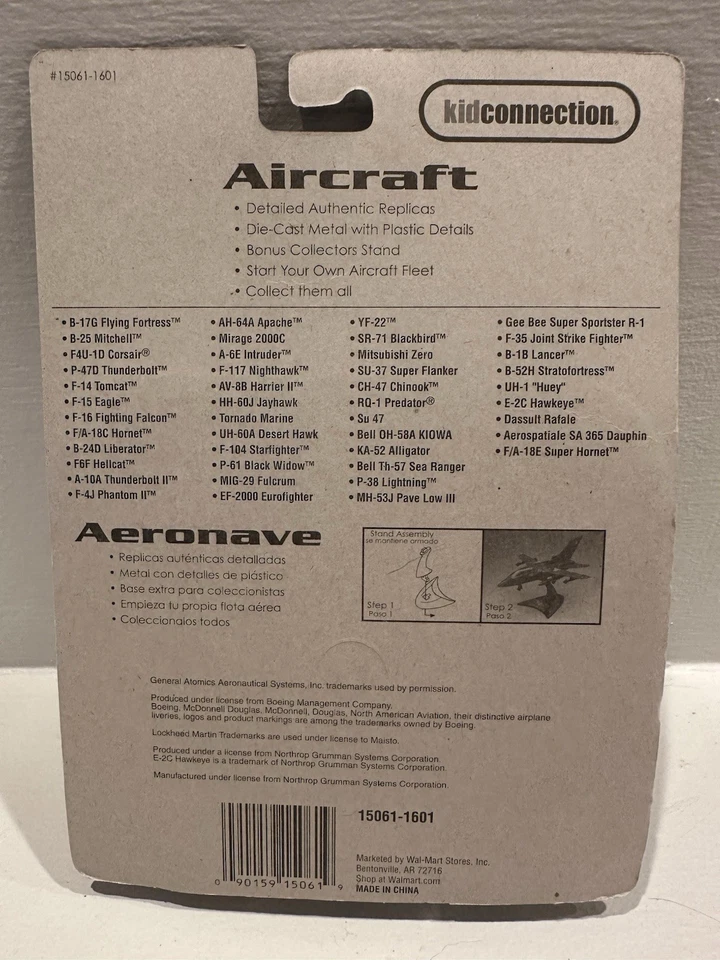 #15061-1601
kidconnection®
Aircraft
• Detailed Authentic Replicas
• Die-Cast Metal with Plastic Details
• Bonus Collectors Stand
• Start Your Own Aircraft Fleet
• Collect them all
• B-17G Flying Fortress™
• B-25 Mitchell™
• F4U-1D Corsair®
• P-47D Thunderbolt™
• F-14 Tomcat™
• F-15 Eagle™
• F-16 Fighting Falcon™
• F/A-18C Hornet™
• B-24D Liberator™
• F6F Hellcat™
• A-10A Thunderbolt II™
• F-4J Phantom II™
• AH-64A Apache™
• Mirage 2000C
• A-6E Intruder™
• F-117 Nighthawk™
• AV-8B Harrier II™
• HH-60J Jayhawk
• Tornado Marine
• UH-60A Desert Hawk
• F-104 Starfighter™
• P-61 Black Widow™
• MIG-29 Fulcrum
• EF-2000 Eurofighter
• YF-22™
• SR-71 Blackbird™
• Mitsubishi Zero
• SU-37 Super Flanker
• CH-47 Chinook™
• RQ-1 Predator®
• Su 47
• Bell OH-58A KIOWA
• KA-52 Alligator
• Bell Th-57 Sea Ranger
• P-38 Lightning™
• MH-53J Pave Low III
• Gee Bee Super Sportster R-1
• F-35 Joint Strike Fighter™
• B-1B Lancer™
• B-52H Stratofortress™
• UH-1 "Huey"
• E-2C Hawkeye™
• Dassult Rafale
• Aerospatiale SA 365 Dauphin
• F/A-18E Super Hornet™
Aeronave
• Replicas auténticas detalladas
• Metal con detalles de plástico
• Base extra para coleccionistas
• Empieza tu propia flota aérea
• Coleccionalos todos
Stand Assembly
se mantiene armado
Step 1
Paso 1
Step 2
Paso 2
General Atomics Aeronautical Systems, Inc. trademarks used by permission.
Produced under license from Boeing Management Company.
Boeing, McDonnell Douglas, McDonnell, Douglas, North American Aviation, their distinctive airplane
liveries, logos and product markings are among the trademarks owned by Boeing.
Lockheed Martin Trademarks are used under license to Maisto.
Produced under a license from Northrop Grumman Systems Corporation.
E-2C Hawkeye is a trademark of Northrop Grumman Systems Corporation.
Manufactured under license from Northrop Grumman Systems Corporation.
0 90159 15061 9
15061-1601
Marketed by Wal-Mart Stores, Inc.
Bentonville, AR 72716
Shop at Walmart.com
MADE IN CHINA